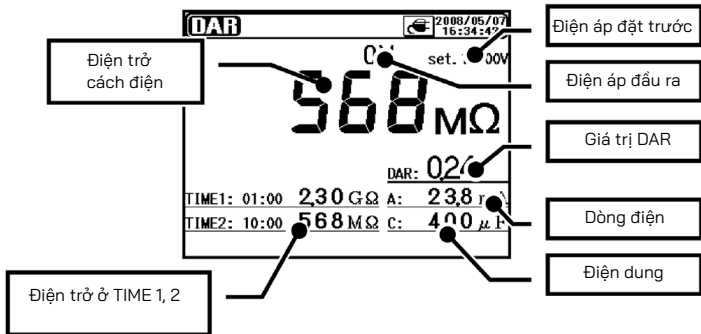 DAR
2008/05/07
16:34:42
Điện áp đặt trước
Điện trở
cách điện
set.
Điện áp đầu ra
568 MΩ
Giá trị DAR
DAR:
TIME1: 01:00 2.30 GΩ A: 23.8
Dòng điện
TIME2: 10:00 568 MΩ C: μF
Điện dung
Điện trở ở TIME 1, 2